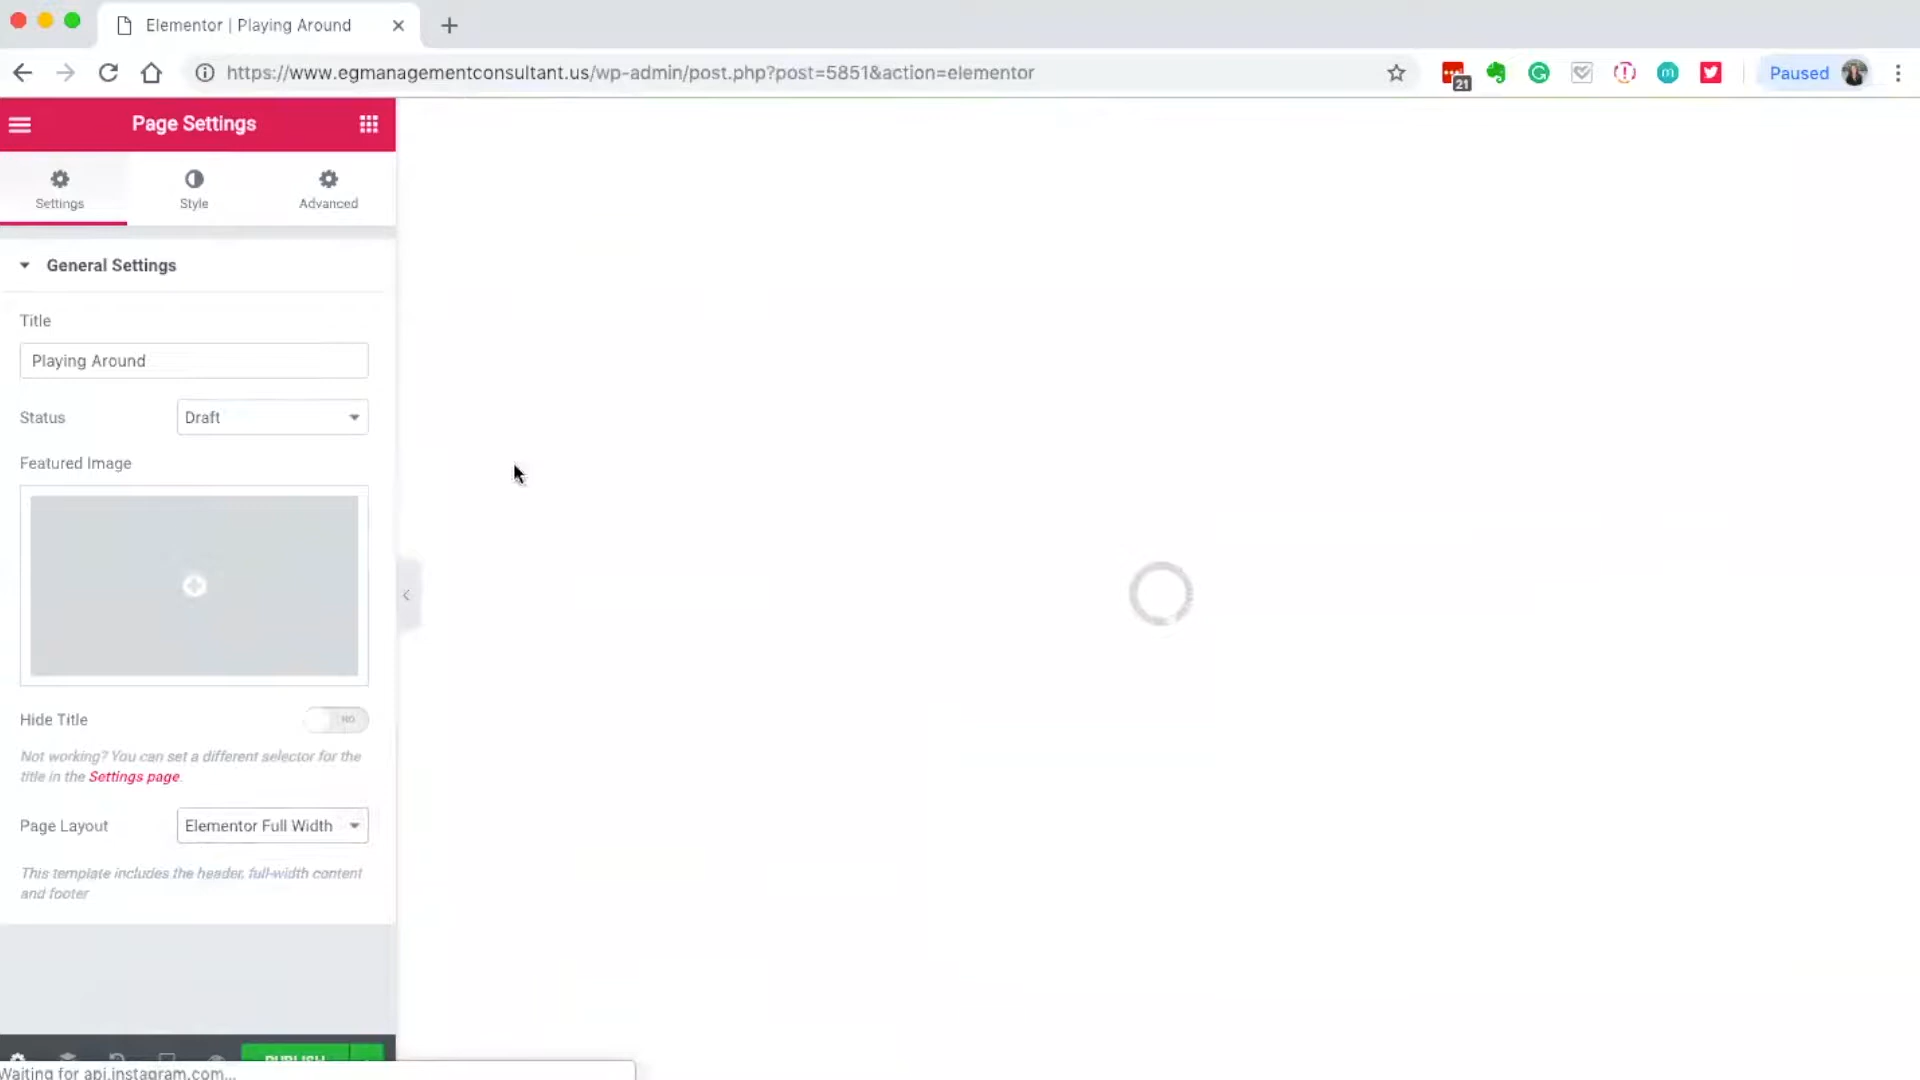 Elementor | Playing Around
https://www.egmanagementconsultant.us/wp-admin/post.php?post=5851&action=elementor
21
Paused
Page Settings
Settings
Style
Advanced
General Settings
Title
Playing Around
Status
Draft
Featured Image
Hide Title
NO
Not working? You can set a different selector for the
title in the Settings page.
Page Layout
Elementor Full Width
This template includes the header, full-width content
and footer
PUBLISH
Waiting for api.instagram.com...